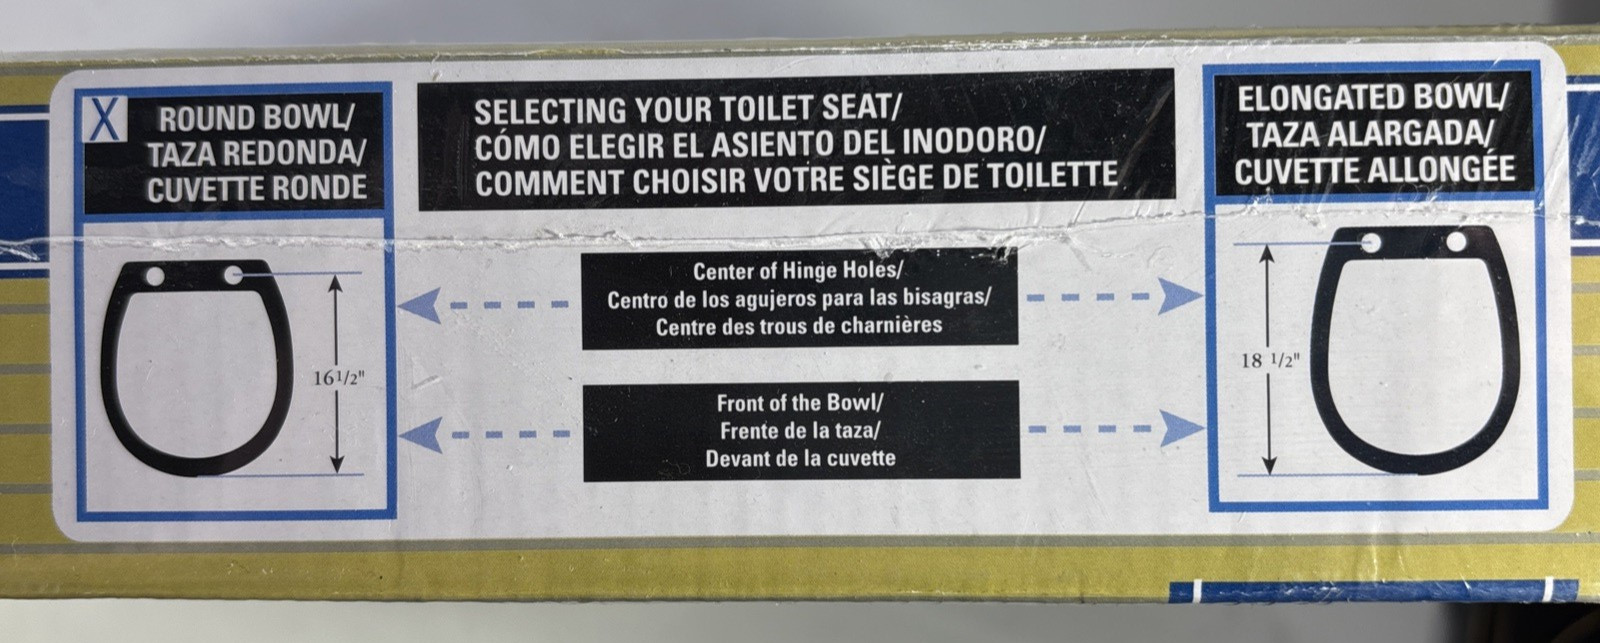 X
ROUND BOWL/
TAZA REDONDA/
CUVETTE RONDE
16 1/2"
SELECTING YOUR TOILET SEAT/
CÓMO ELEGIR EL ASIENTO DEL INODORO/
COMMENT CHOISIR VOTRE SIÈGE DE TOILETTE
Center of Hinge Holes/
Centro de los agujeros para las bisagras/
Centre des trous de charnières
Front of the Bowl/
Frente de la taza/
Devant de la cuvette
ELONGATED BOWL/
TAZA ALARGADA/
CUVETTE ALLONGÉE
18 1/2"